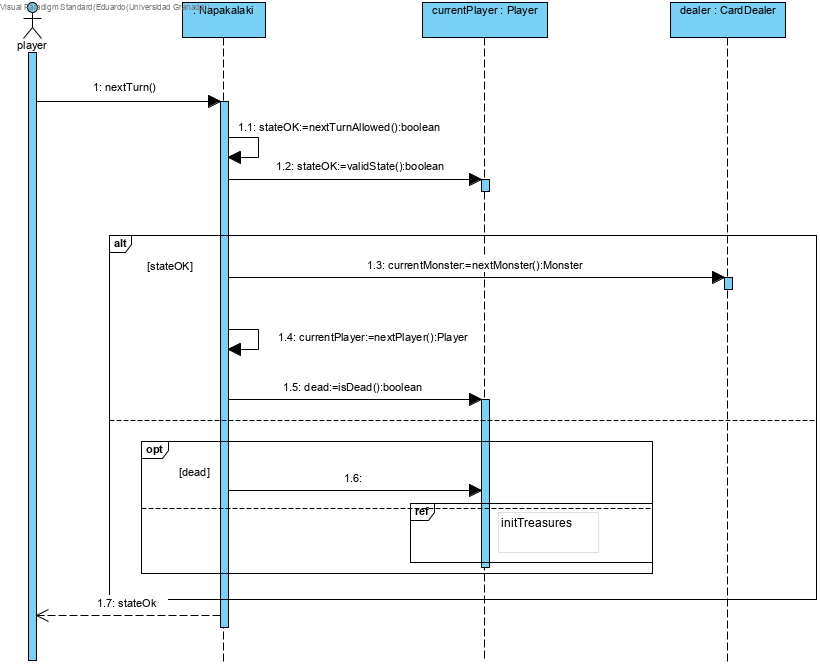 Visual Paradigm Standard(Eduardo(Universidad Granada))
: Napakalaki
currentPlayer : Player
dealer : CardDealer
player
1: nextTurn()
1.1: stateOK:=nextTurnAllowed():boolean
1.2: stateOK:=validState():boolean
alt
[stateOK]
1.3: currentMonster:=nextMonster():Monster
1.4: currentPlayer:=nextPlayer():Player
1.5: dead:=isDead():boolean
opt
[dead]
1.6:
ref
initTreasures
1.7: stateOk